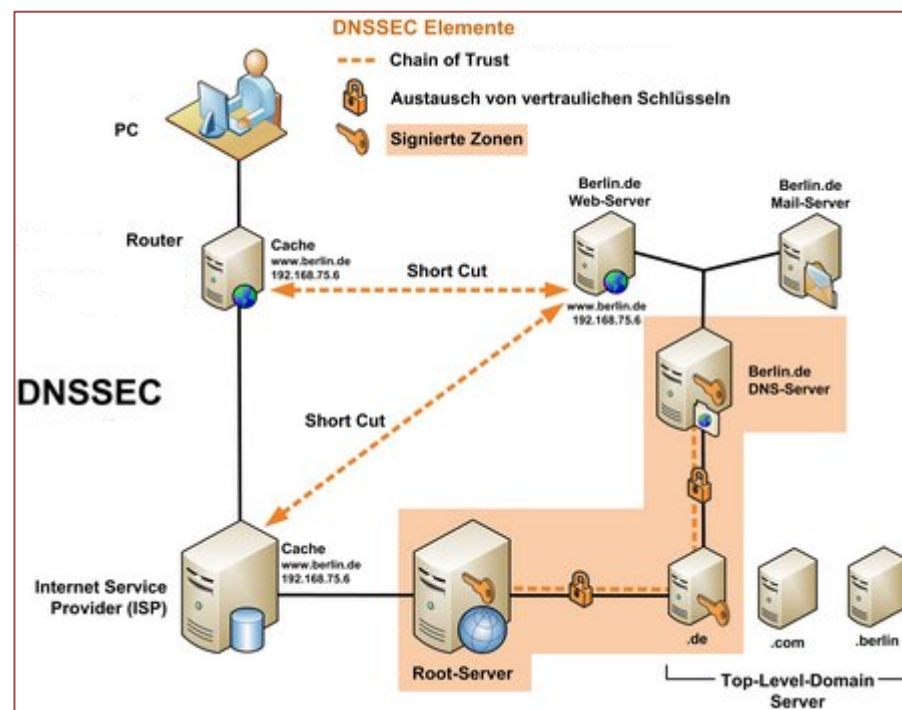 DNSSEC Elemente
Chain of Trust
Austausch von vertraulichen Schlüsseln
Signierte Zonen
PC
Router
Cache
www.berlin.de
192.168.75.6
Short Cut
Berlin.de
Web-Server
Berlin.de
Mail-Server
www.berlin.de
192.168.75.6
DNSSEC
Short Cut
Berlin.de
DNS-Server
Internet Service
Provider (ISP)
Cache
www.berlin.de
192.168.75.6
Root-Server
.de
.com
.berlin
Top-Level-Domain
Server